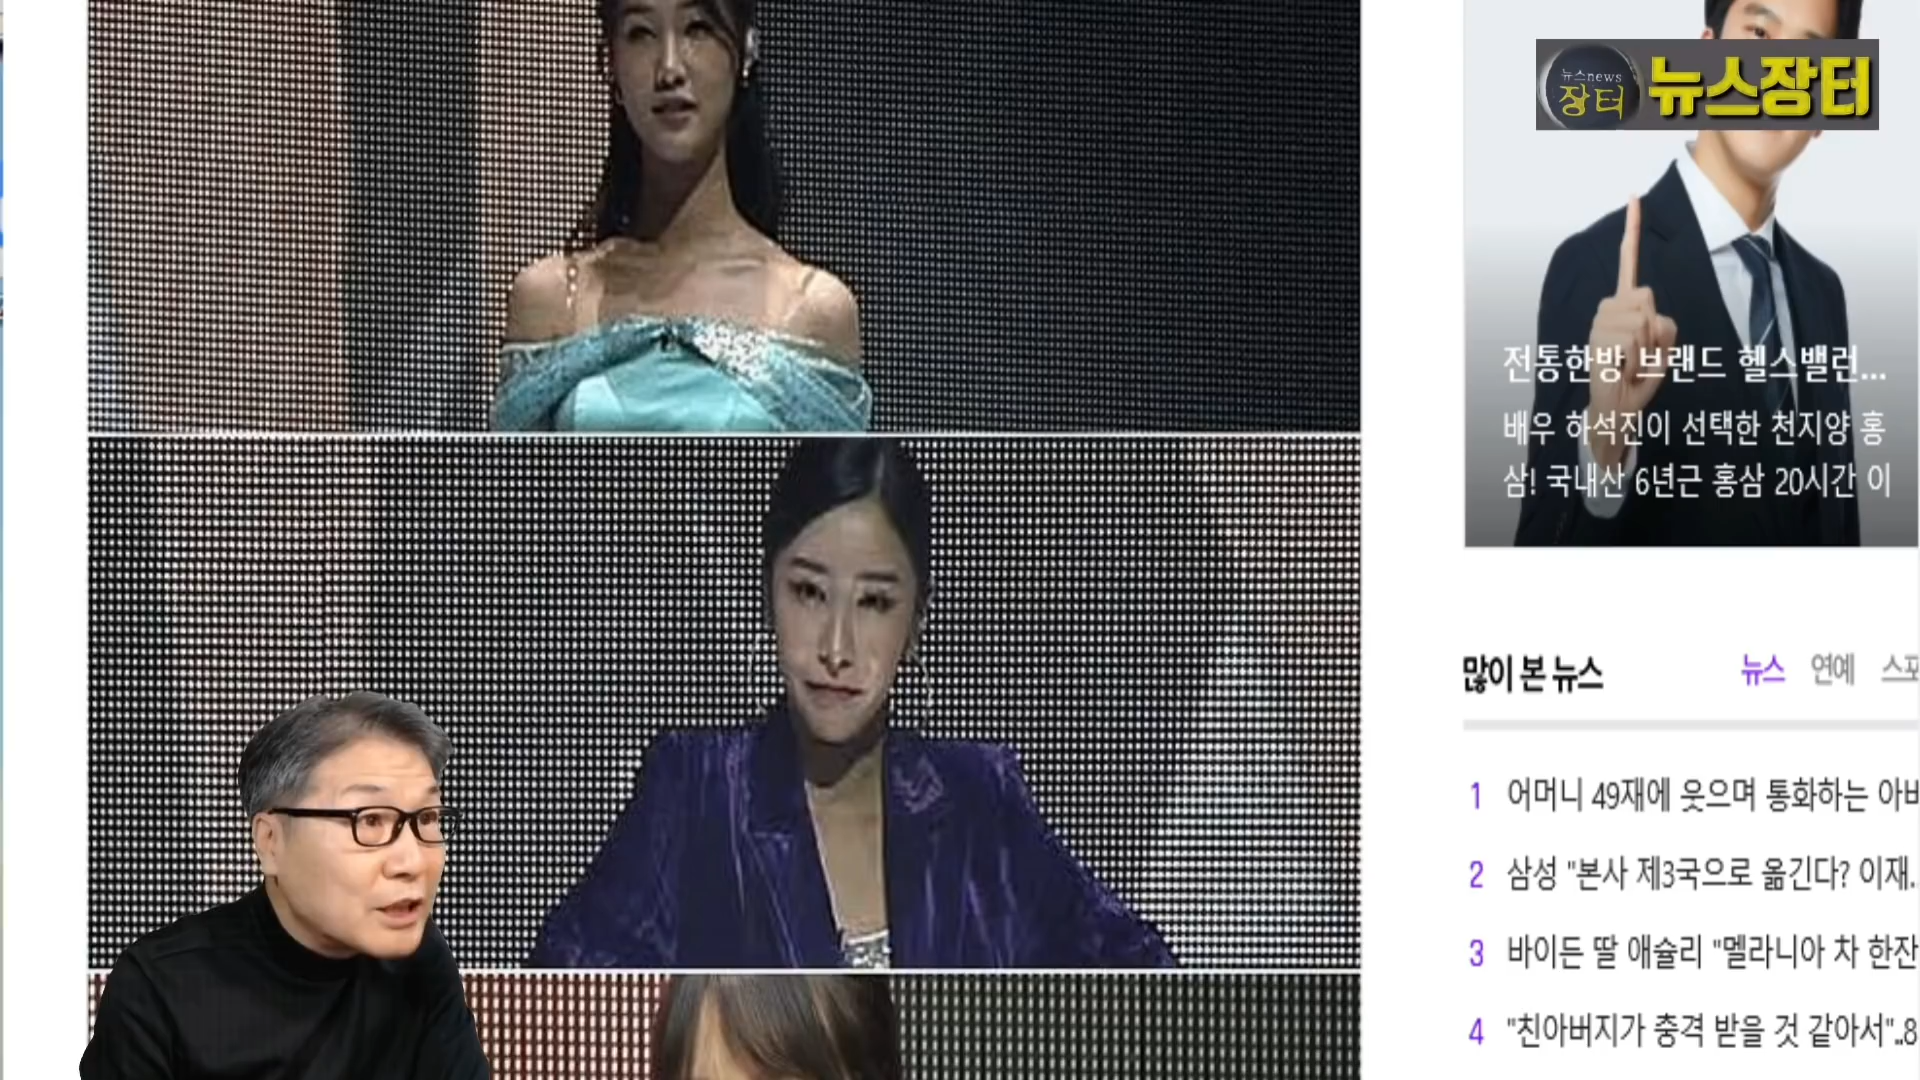 뉴스news
장터
뉴스장터
전통한방 브랜드 헬스밸런...
배우 하석진이 선택한 천지양 홍
삼! 국내산 6년근 홍삼 20시간 이
많이 본 뉴스
뉴스 연예 스포
1 어머니 49재에 웃으며 통화하는 아버
2 삼성 "본사 제3국으로 옮긴다? 이재.
3 바이든 딸 애슐리 "멜라니아 차 한잔
4 "친아버지가 충격 받을 것 같아서"..8